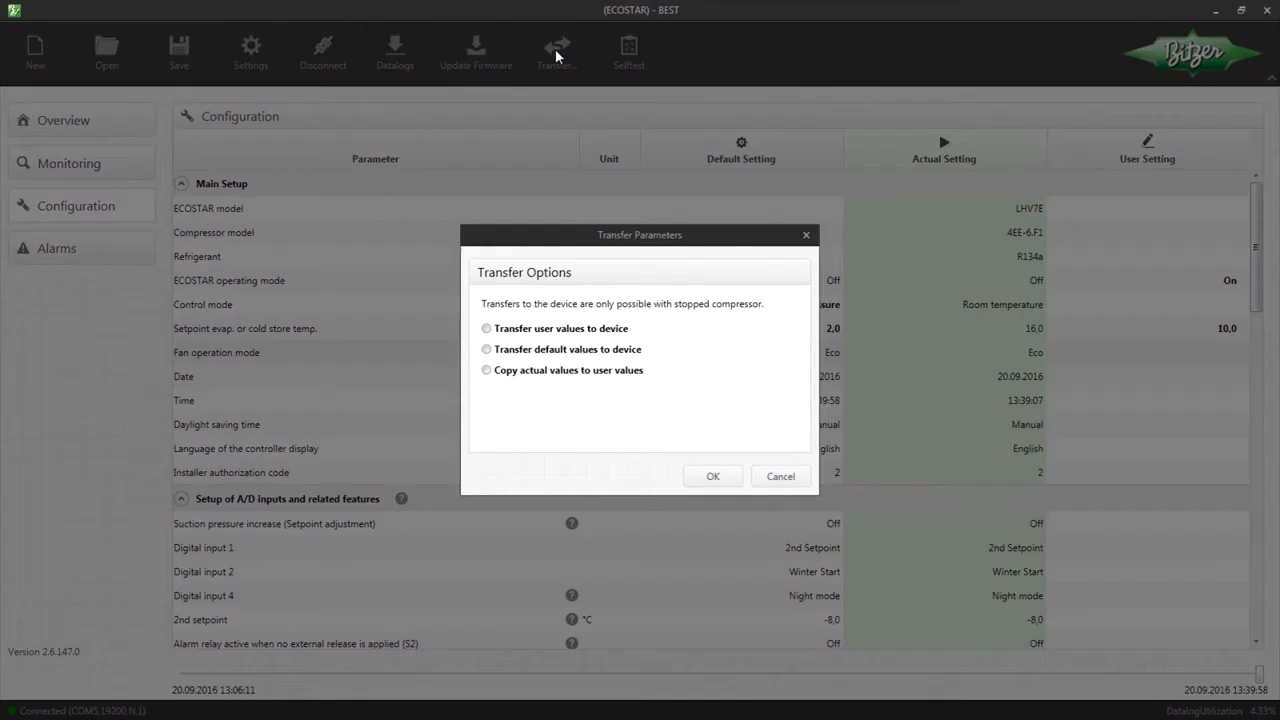 (ECOSTAR) - BEST
New
Open
Save
Settings
Disconnect
Datalogs
Update Firmware
Transfer...
Selftest
Bitzer
Overview
Monitoring
Configuration
Alarms
Configuration
Parameter Unit Default Setting Actual Setting User Setting
Main Setup
ECOSTAR model LHV7E
Compressor model 4EE-6.F1
Refrigerant R134a
ECOSTAR operating mode Off Off On
Control mode sure Room temperature
Setpoint evap. or cold store temp. 2,0 16,0 10,0
Fan operation mode Eco Eco
Date 2016 20.09.2016
Time 39:58 13:39:07
Daylight saving time anual Manual
Language of the controller display glish English
Installer authorization code 2 2
Setup of A/D inputs and related features ?
Suction pressure increase (Setpoint adjustment) ? Off Off
Digital input 1 2nd Setpoint 2nd Setpoint
Digital input 2 Winter Start Winter Start
Digital input 4 ? Night mode Night mode
2nd setpoint ? °C -8,0 -8,0
Alarm relay active when no external release is applied (S2) ? Off Off
Transfer Parameters
Transfer Options
Transfers to the device are only possible with stopped compressor.
Transfer user values to device
Transfer default values to device
Copy actual values to user values
OK Cancel
Version 2.6.147.0
20.09.2016 13:06:11 20.09.2016 13:39:58
Connected (COM5,19200,N,1) DatalogUtilization 4.33%